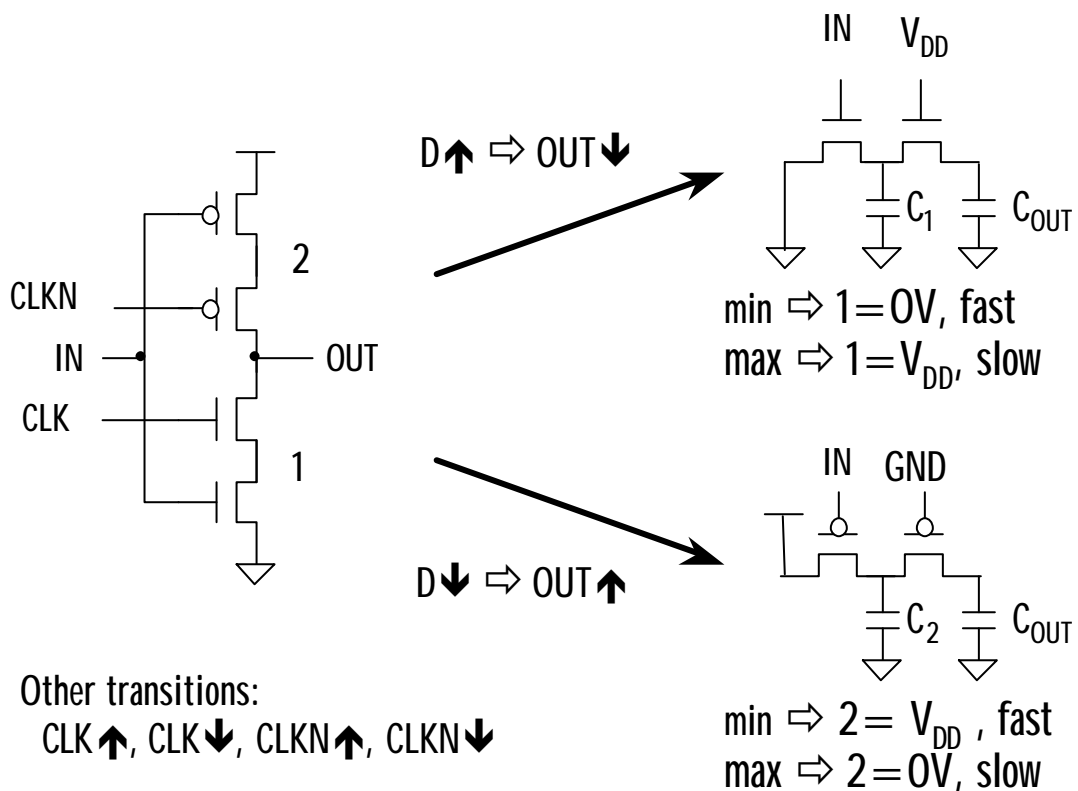 IN V_DD
D↑ ⇨ OUT↓
C_1 C_OUT
2
CLKN
IN OUT
CLK
1
min ⇨ 1=0V, fast
max ⇨ 1=V_DD, slow
IN GND
D↓ ⇨ OUT↑
C_2 C_OUT
Other transitions:
CLK↑, CLK↓, CLKN↑, CLKN↓
min ⇨ 2= V_DD , fast
max ⇨ 2=0V, slow